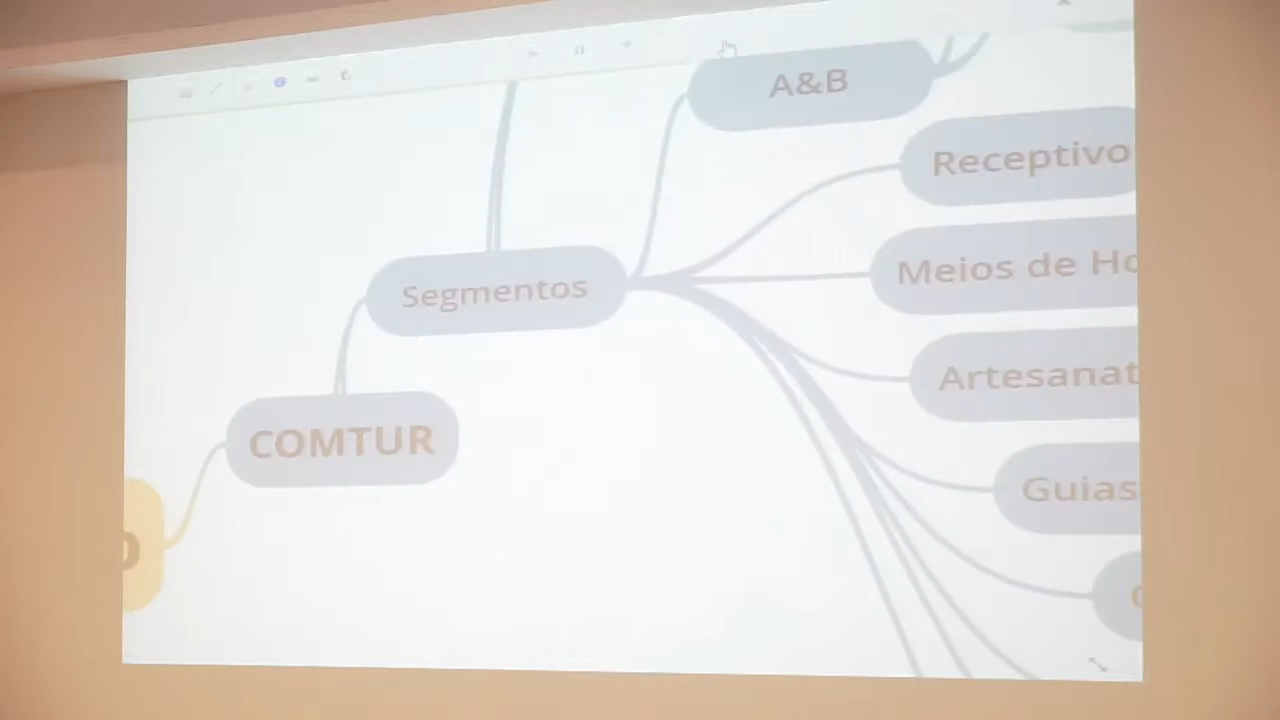 A&B
Receptivo
Meios de Ho
Segmentos
Artesanat
COMTUR
Guias